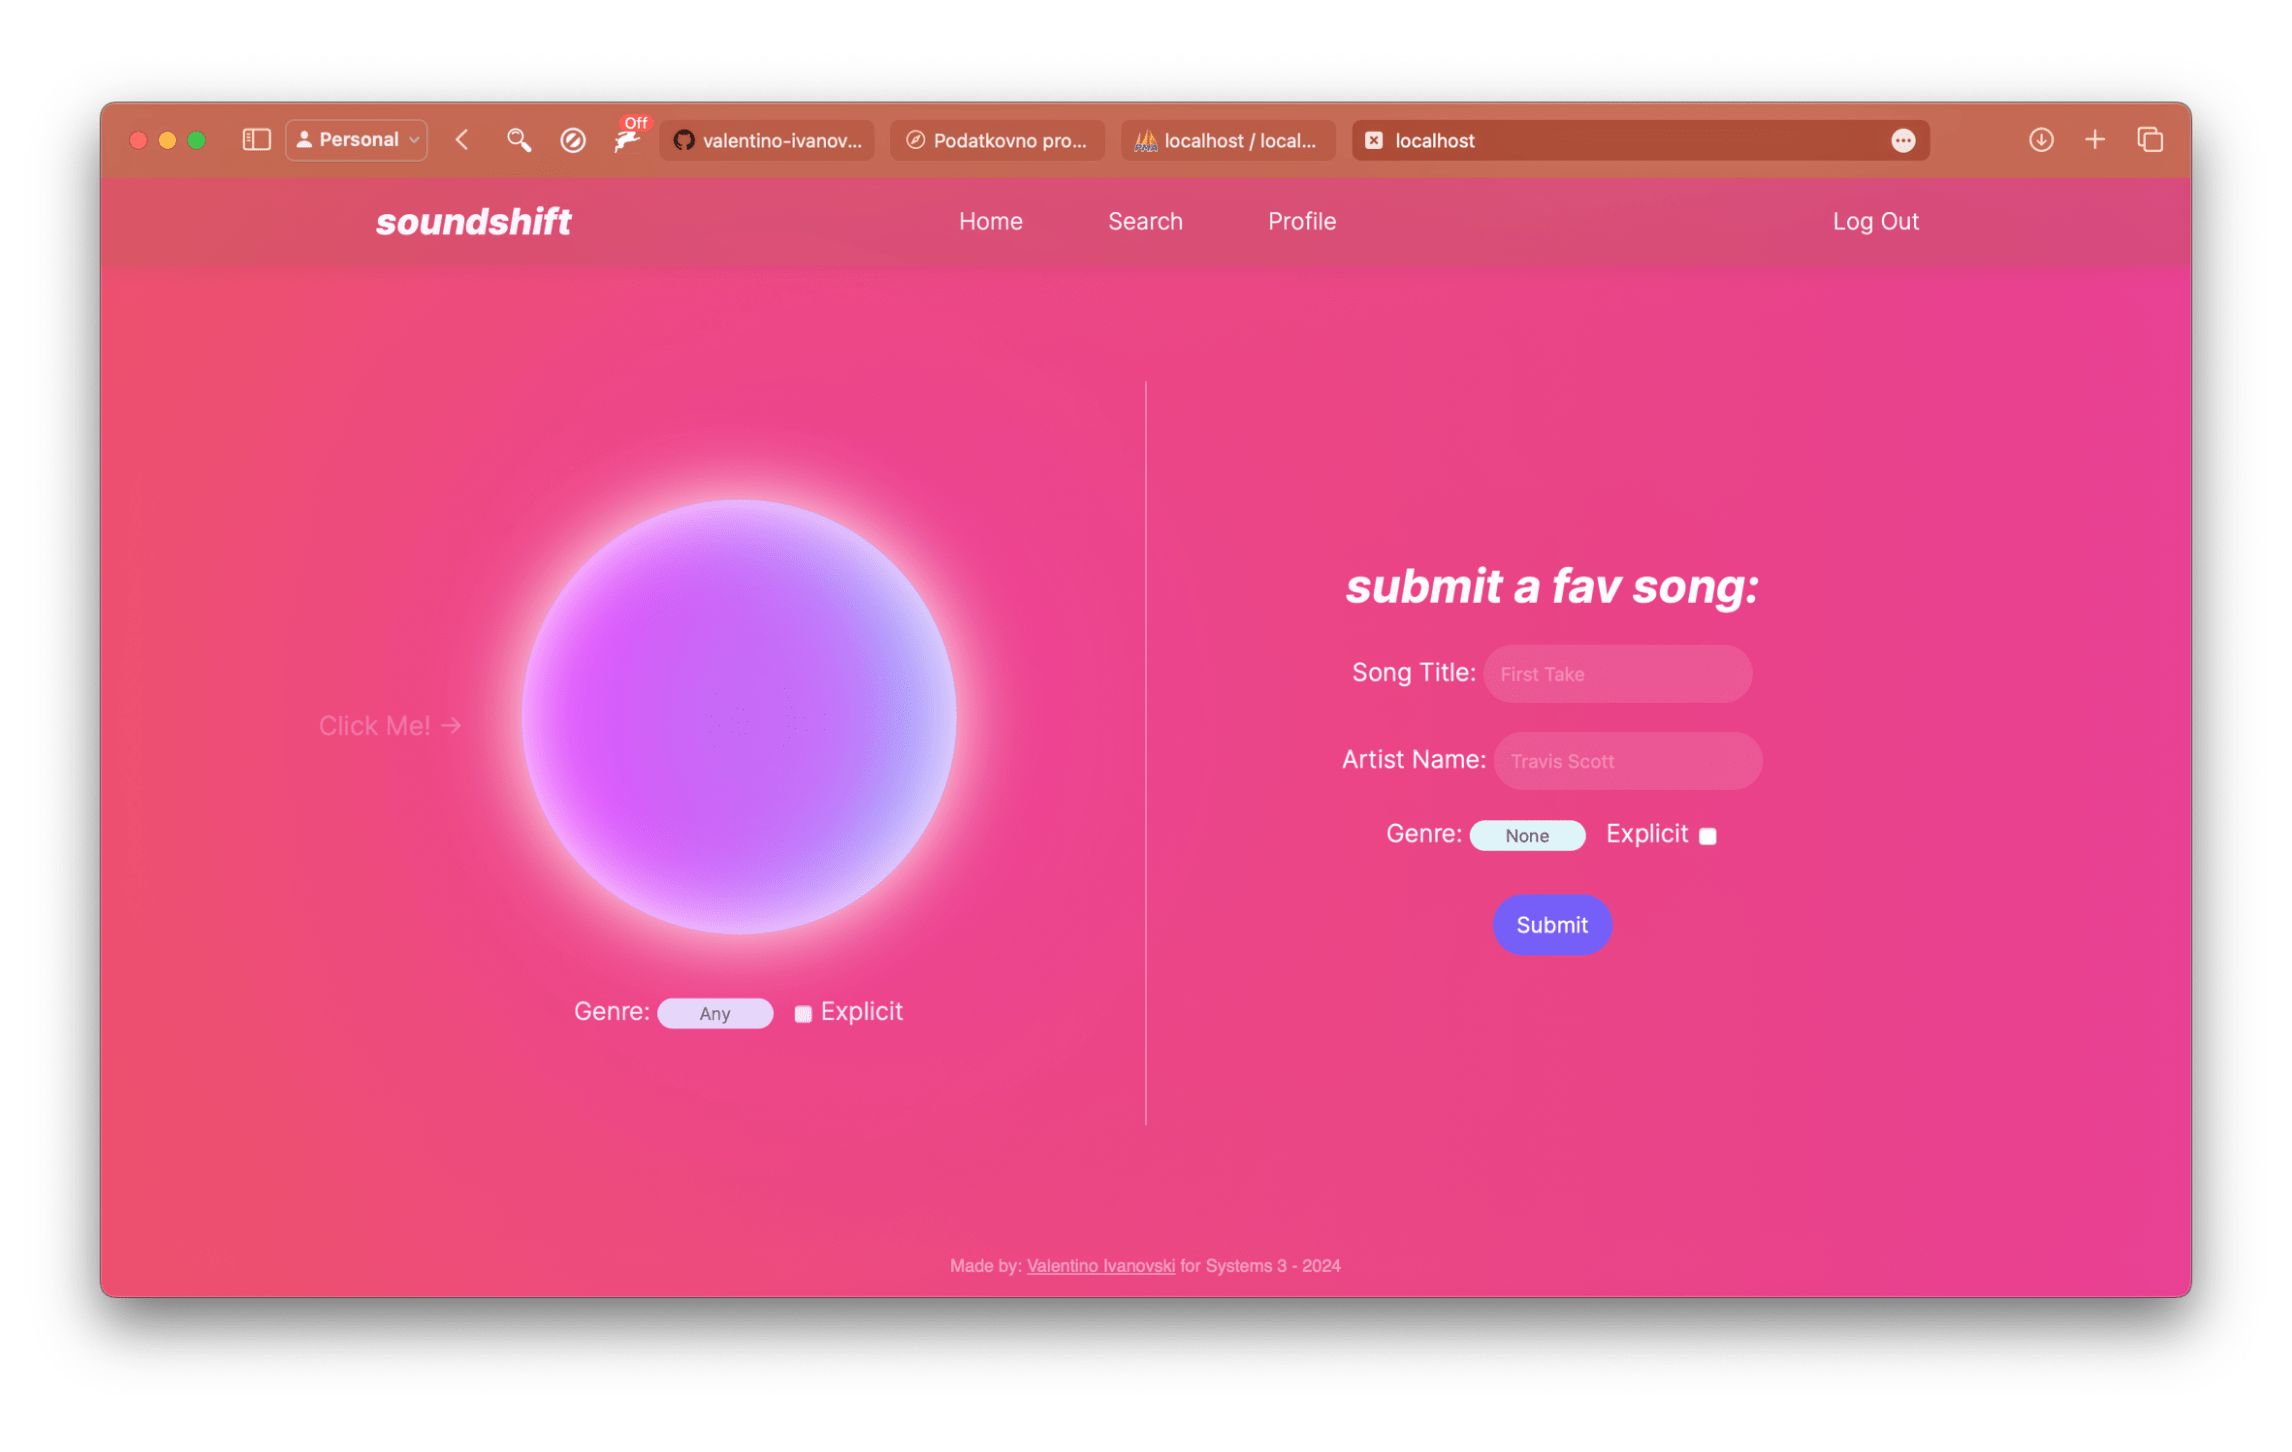 Personal
Off
valentino-ivanov...
Podatkovno pro...
localhost / local...
localhost
soundshift
Home
Search
Profile
Log Out
Click Me! →
Genre: Any Explicit
submit a fav song:
Song Title: First Take
Artist Name: Travis Scott
Genre: None Explicit
Submit
Made by: Valentino Ivanovski for Systems 3 - 2024